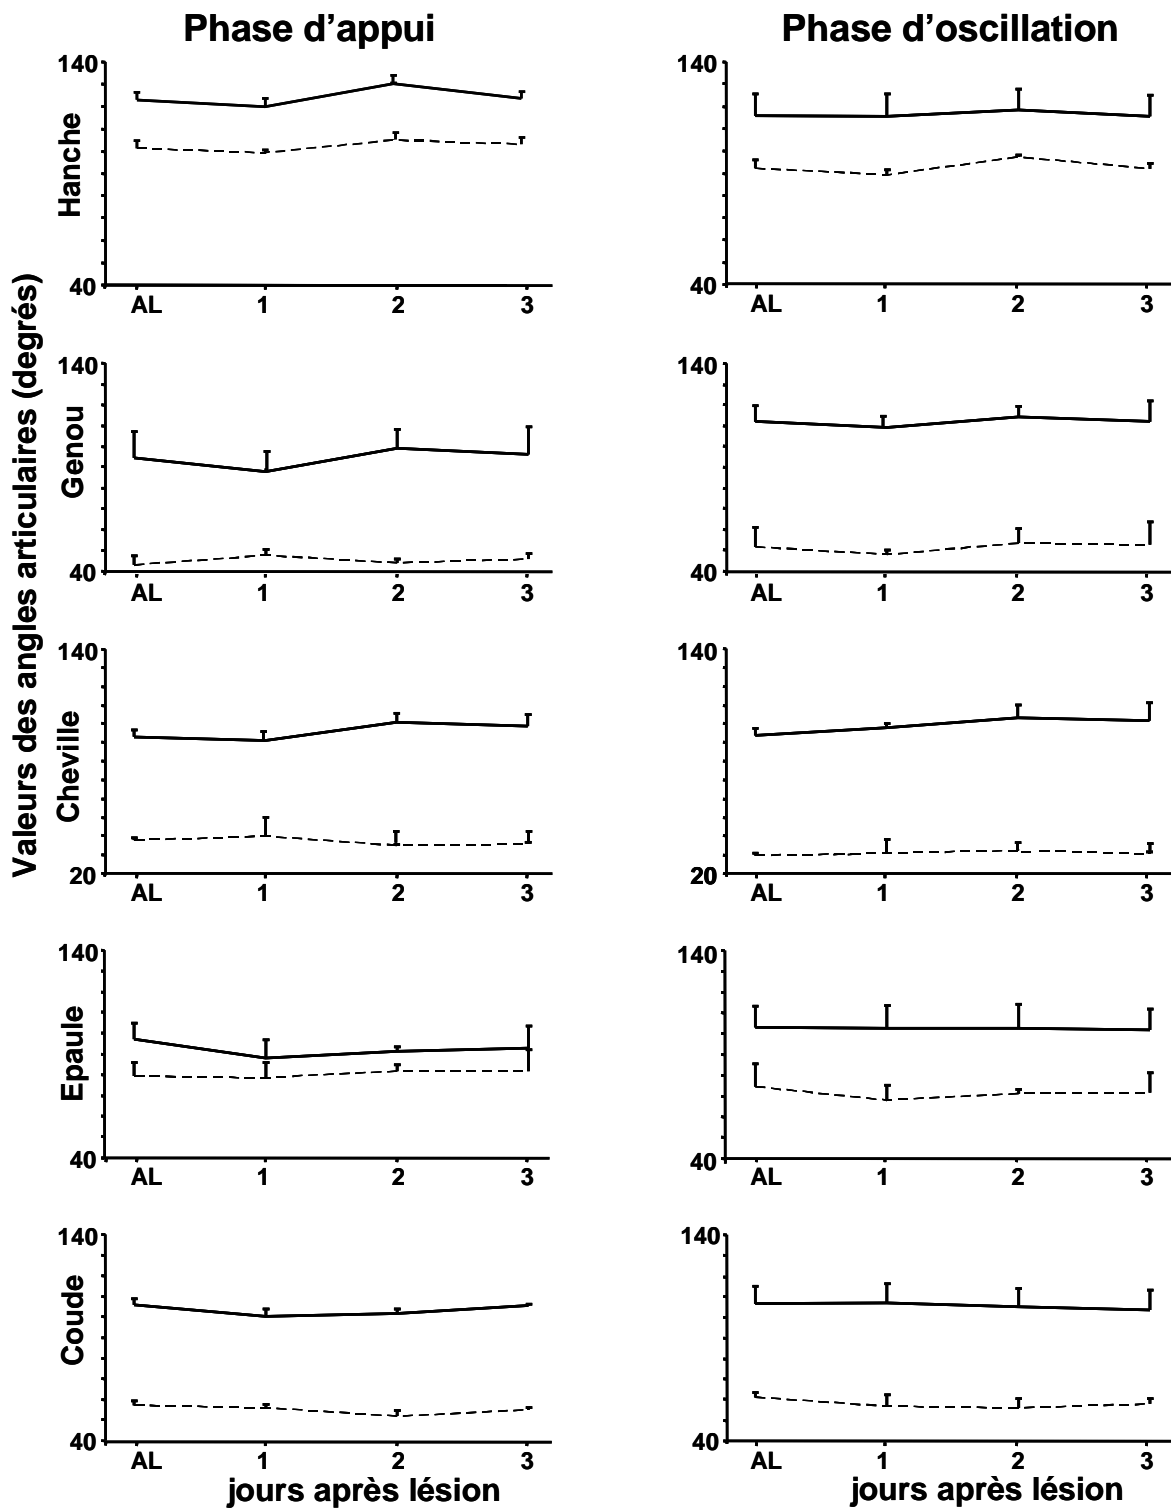 Phase d'appui
Phase d'oscillation
Valeurs des angles articulaires (degrés)
Hanche
140
40
AL 1 2 3
140
40
AL 1 2 3
Genou
140
40
AL 1 2 3
140
40
AL 1 2 3
Cheville
140
20
AL 1 2 3
140
20
AL 1 2 3
Epaule
140
40
AL 1 2 3
140
40
AL 1 2 3
Coude
140
40
AL 1 2 3
140
40
AL 1 2 3
jours après lésion
jours après lésion